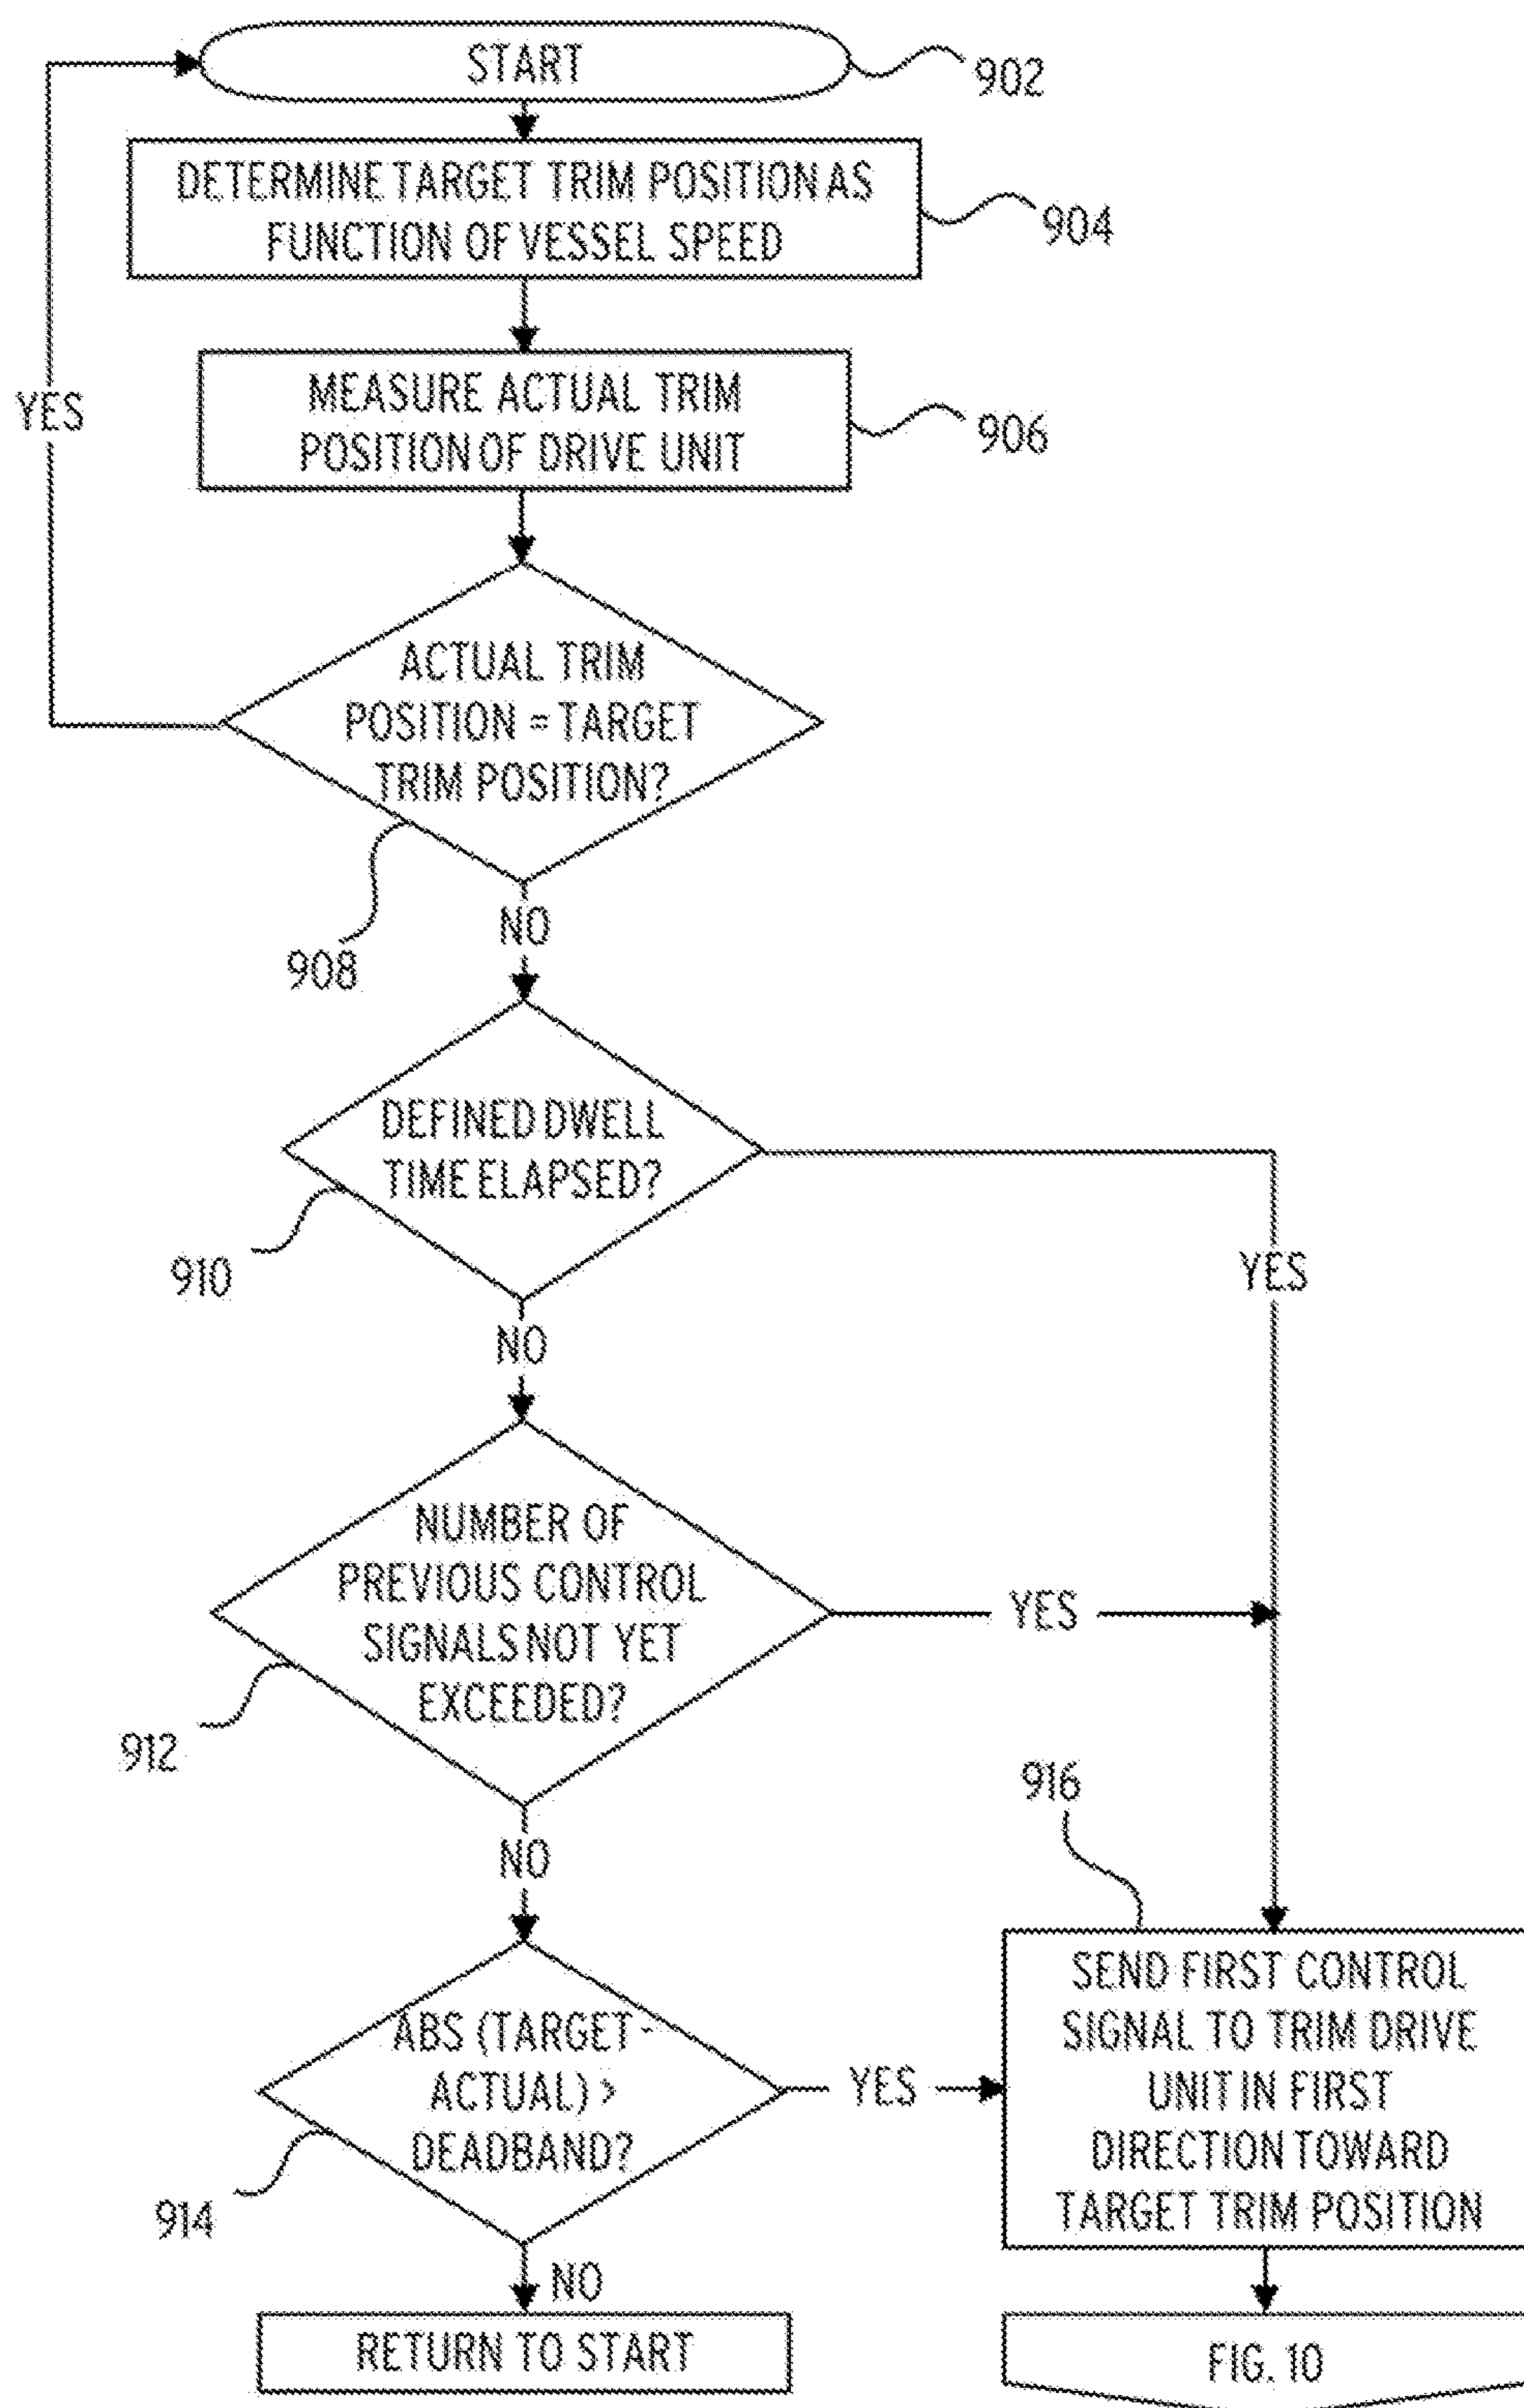 START
902
DETERMINE TARGET TRIM POSITION AS
FUNCTION OF VESSEL SPEED
904
MEASURE ACTUAL TRIM
POSITION OF DRIVE UNIT
906
YES
ACTUAL TRIM
POSITION = TARGET
TRIM POSITION?
908
NO
DEFINED DWELL
TIME ELAPSED?
910
YES
NO
NUMBER OF
PREVIOUS CONTROL
SIGNALS NOT YET
EXCEEDED?
YES
912
NO
916
ABS (TARGET -
ACTUAL) >
DEADBAND?
YES
914
SEND FIRST CONTROL
SIGNAL TO TRIM DRIVE
UNIT IN FIRST
DIRECTION TOWARD
TARGET TRIM POSITION
NO
RETURN TO START
FIG. 10